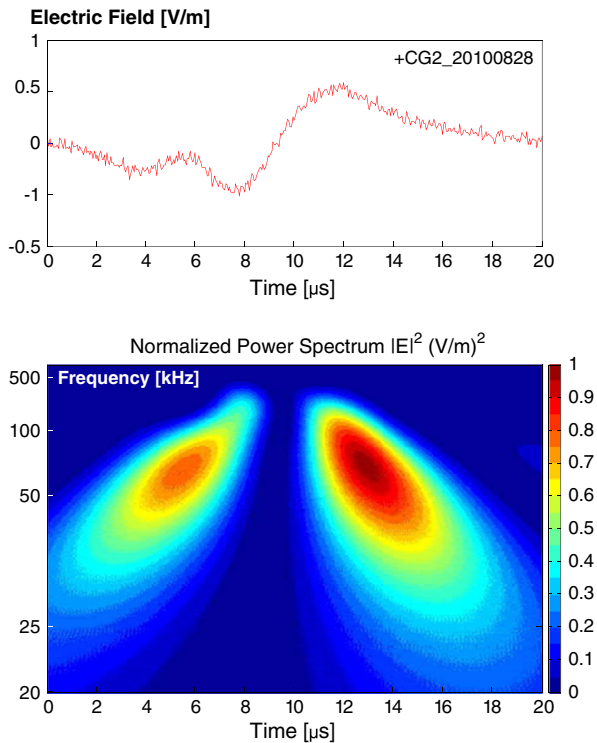 Electric Field [V/m]
1
+CG2_20100828
0.5
0
-1
-0.5
0 2 4 6 8 10 12 14 16 18 20
Time [μs]
Normalized Power Spectrum |E|² (V/m)²
500
Frequency [kHz]
100
50
25
20
0 2 4 6 8 10 12 14 16 18 20
Time [μs]
1
0.9
0.8
0.7
0.6
0.5
0.4
0.3
0.2
0.1
0